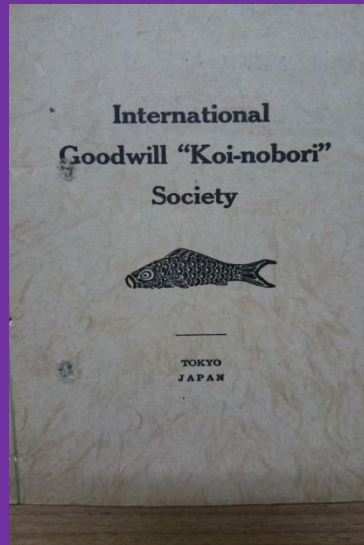 International
Goodwill “Koi-nobori”
Society
TOKYO
JAPAN